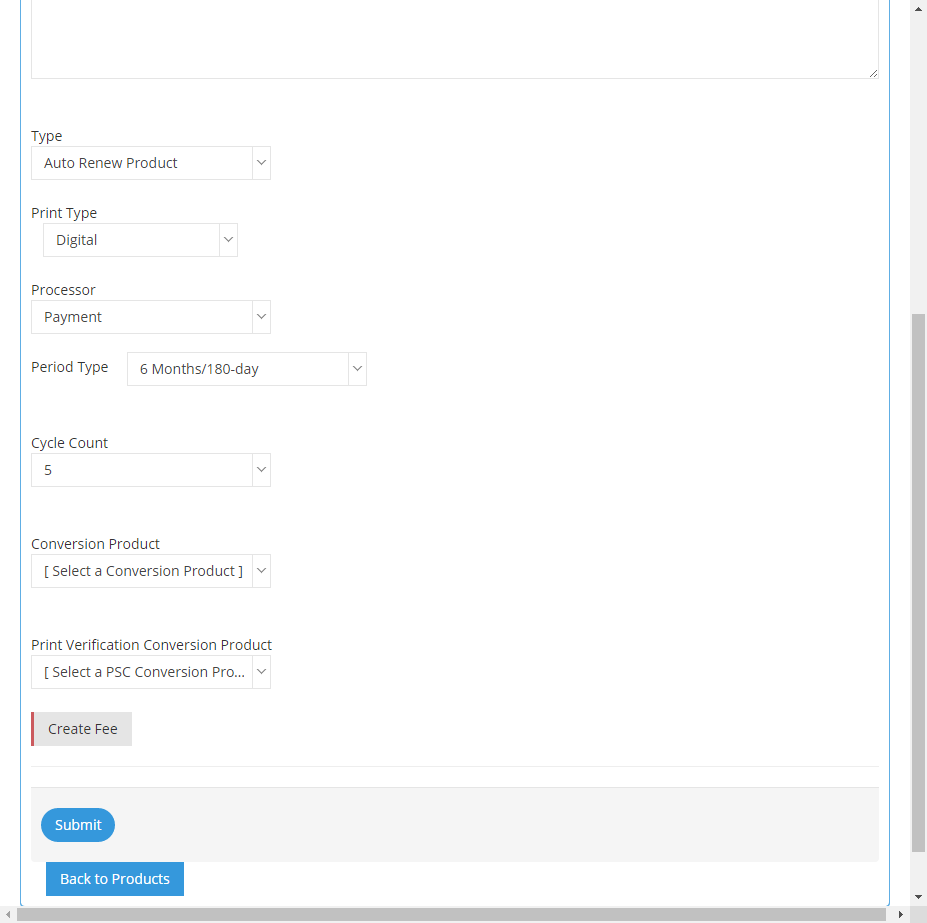 Type
Auto Renew Product
Print Type
Digital
Processor
Payment
Period Type
6 Months/180-day
Cycle Count
5
Conversion Product
[ Select a Conversion Product ]
Print Verification Conversion Product
[ Select a PSC Conversion Pro...
Create Fee
Submit
Back to Products